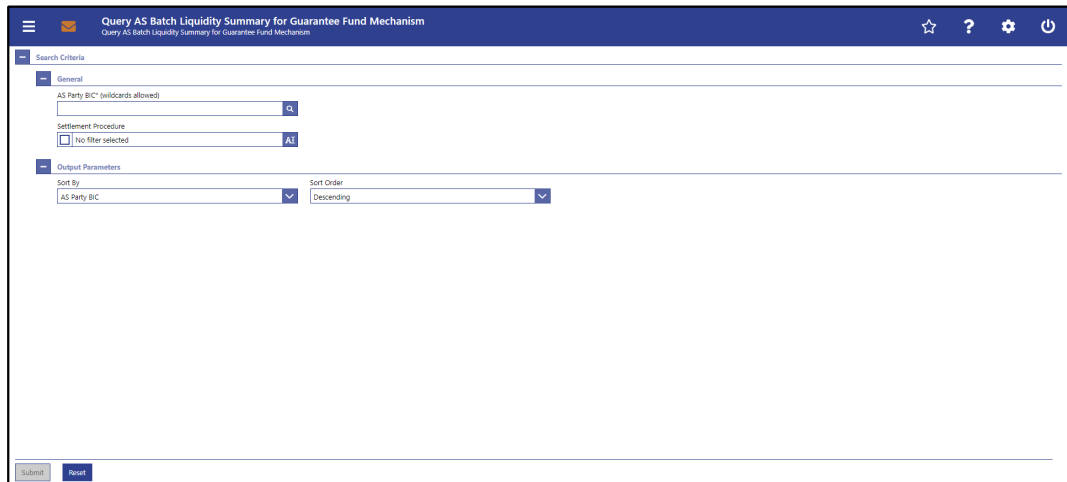 Query AS Batch Liquidity Summary for Guarantee Fund Mechanism
Query AS Batch Liquidity Summary for Guarantee Fund Mechanism
Search Criteria
General
AS Party BIC* (wildcards allowed)
Settlement Procedure
No filter selected
Output Parameters
Sort By Sort Order
AS Party BIC Descending
Submit Reset